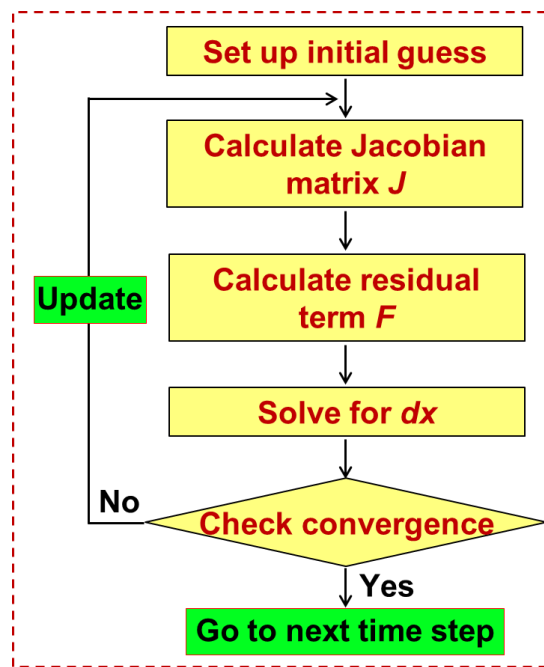 Set up initial guess
Calculate Jacobian
matrix J
Calculate residual
term F
Update
Solve for dx
No
Check convergence
Yes
Go to next time step